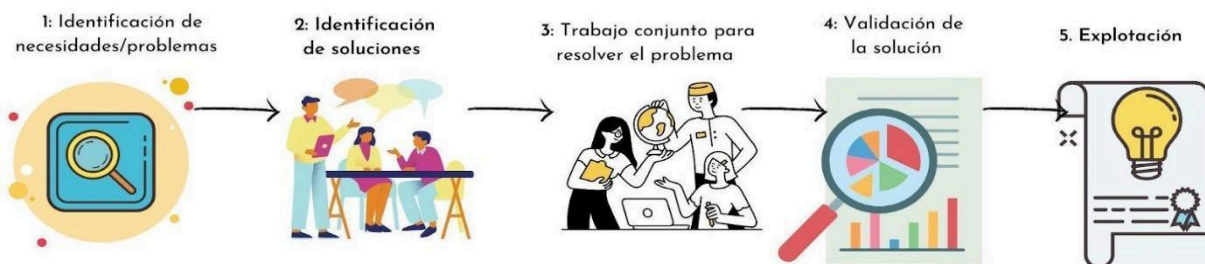 1: Identificación de
necesidades/problemas
2: Identificación
de soluciones
3: Trabajo conjunto para
resolver el problema
4: Validación de
la solución
5. Explotación